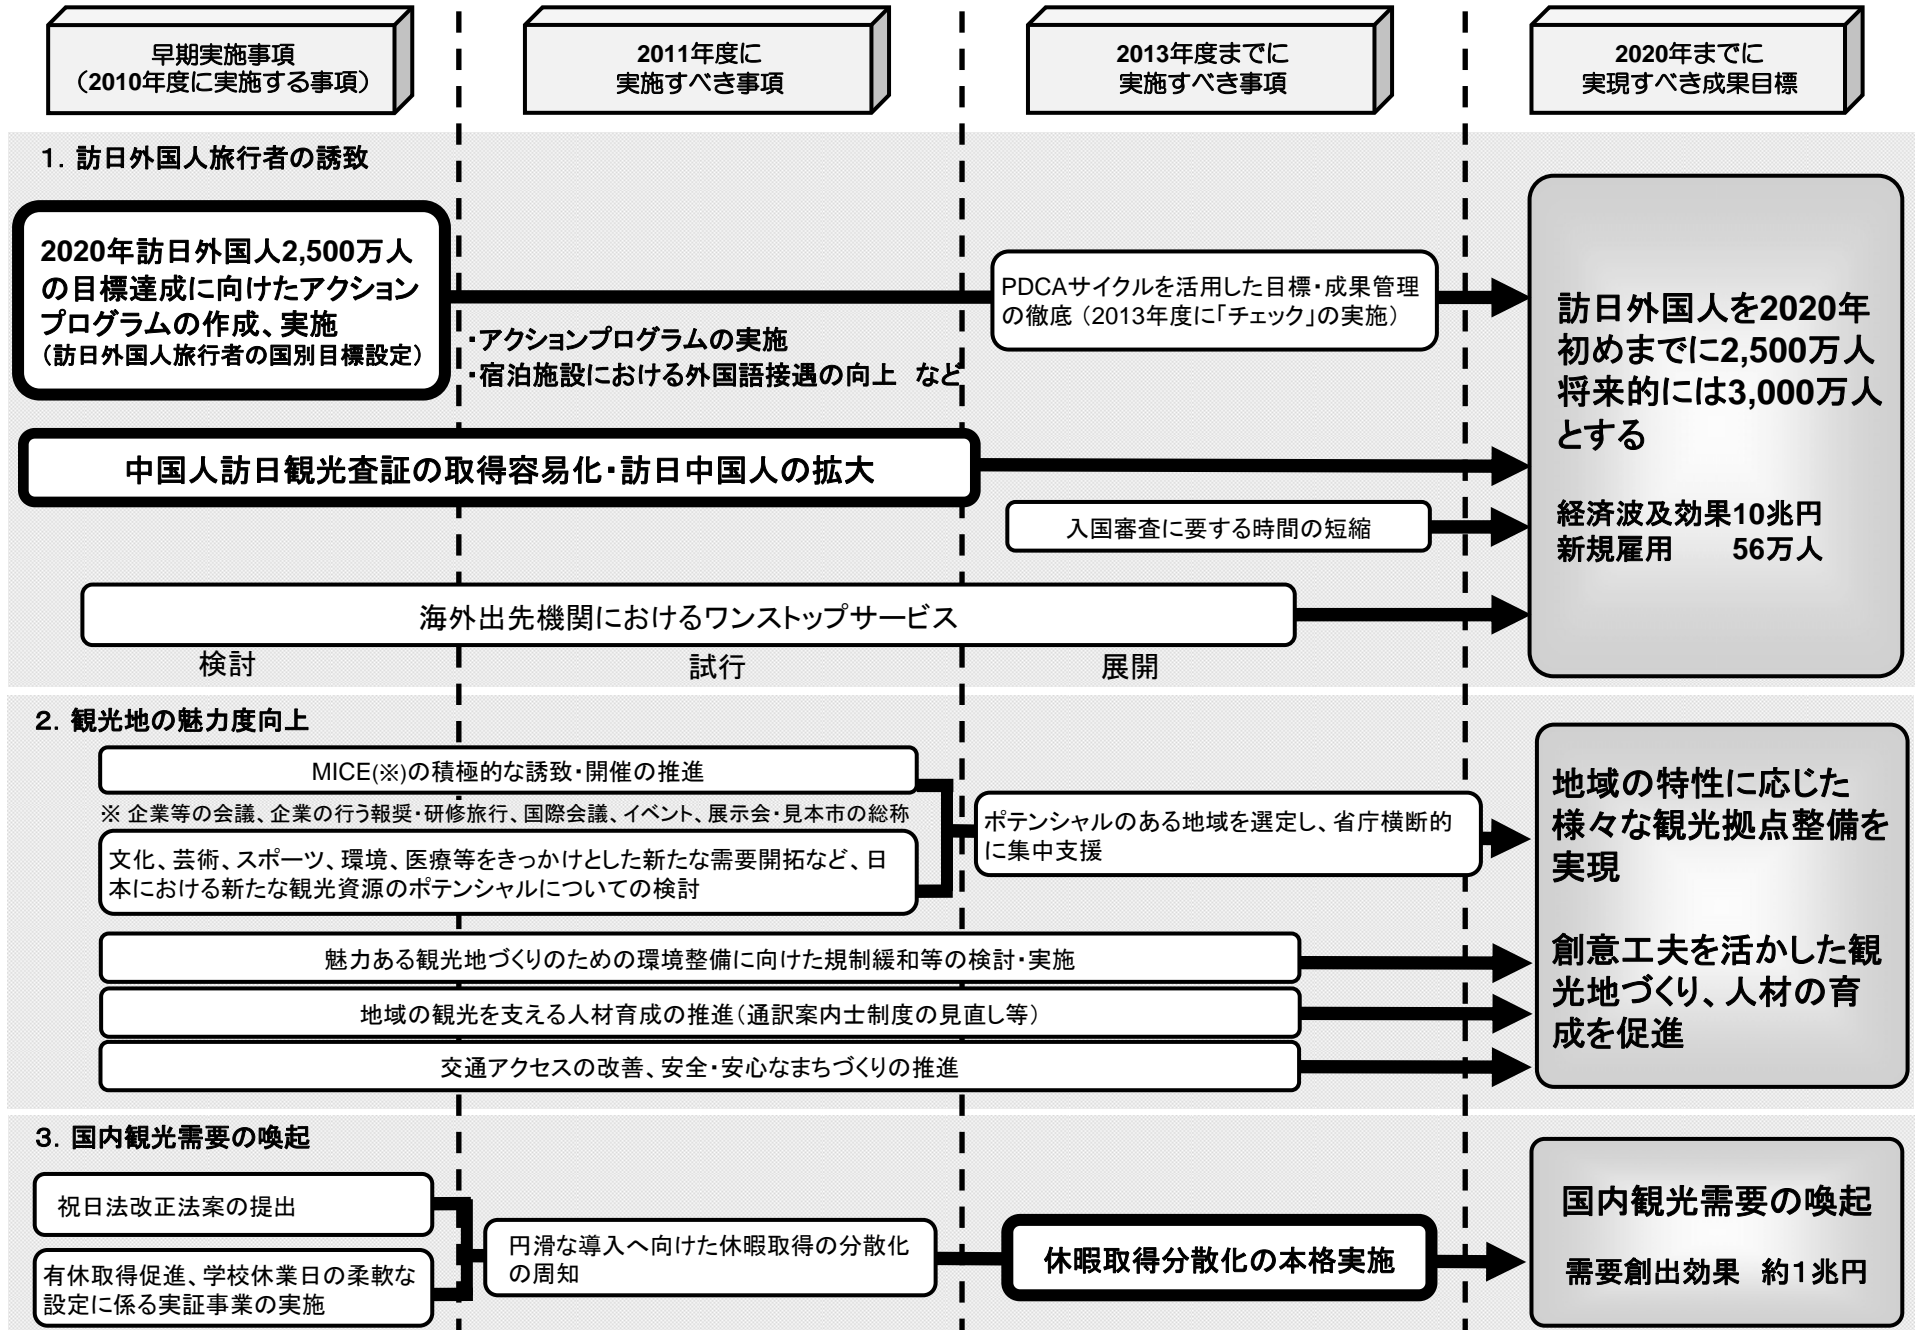 早期実施事項
（2010年度に実施する事項）
2011年度に
実施すべき事項
2013年度までに
実施すべき事項
2020年までに
実現すべき成果目標
１．訪日外国人旅行者の誘致
2020年訪日外国人2,500万人
の目標達成に向けたアクション
プログラムの作成、実施
（訪日外国人旅行者の国別目標設定）
・アクションプログラムの実施
・宿泊施設における外国語接遇の向上　など
PDCAサイクルを活用した目標・成果管理
の徹底（2013年度に「チェック」の実施）
中国人訪日観光査証の取得容易化・訪日中国人の拡大
入国審査に要する時間の短縮
海外出先機関におけるワンストップサービス
検討
試行
展開
訪日外国人を2020年
初めまでに2,500万人
将来的には3,000万人
とする
経済波及効果10兆円
新規雇用　　56万人
２．観光地の魅力度向上
MICE(※)の積極的な誘致・開催の推進
※ 企業等の会議、企業の行う報奨・研修旅行、国際会議、イベント、展示会・見本市の総称
文化、芸術、スポーツ、環境、医療等をきっかけとした新たな需要開拓など、日
本における新たな観光資源のポテンシャルについての検討
ポテンシャルのある地域を選定し、省庁横断的
に集中支援
魅力ある観光地づくりのための環境整備に向けた規制緩和等の検討・実施
地域の観光を支える人材育成の推進（通訳案内士制度の見直し等）
交通アクセスの改善、安全・安心なまちづくりの推進
地域の特性に応じた
様々な観光拠点整備を
実現
創意工夫を活かした観
光地づくり、人材の育
成を促進
３．国内観光需要の喚起
祝日法改正法案の提出
有休取得促進、学校休業日の柔軟な
設定に係る実証事業の実施
円滑な導入へ向けた休暇取得の分散化
の周知
休暇取得分散化の本格実施
国内観光需要の喚起
需要創出効果　約１兆円